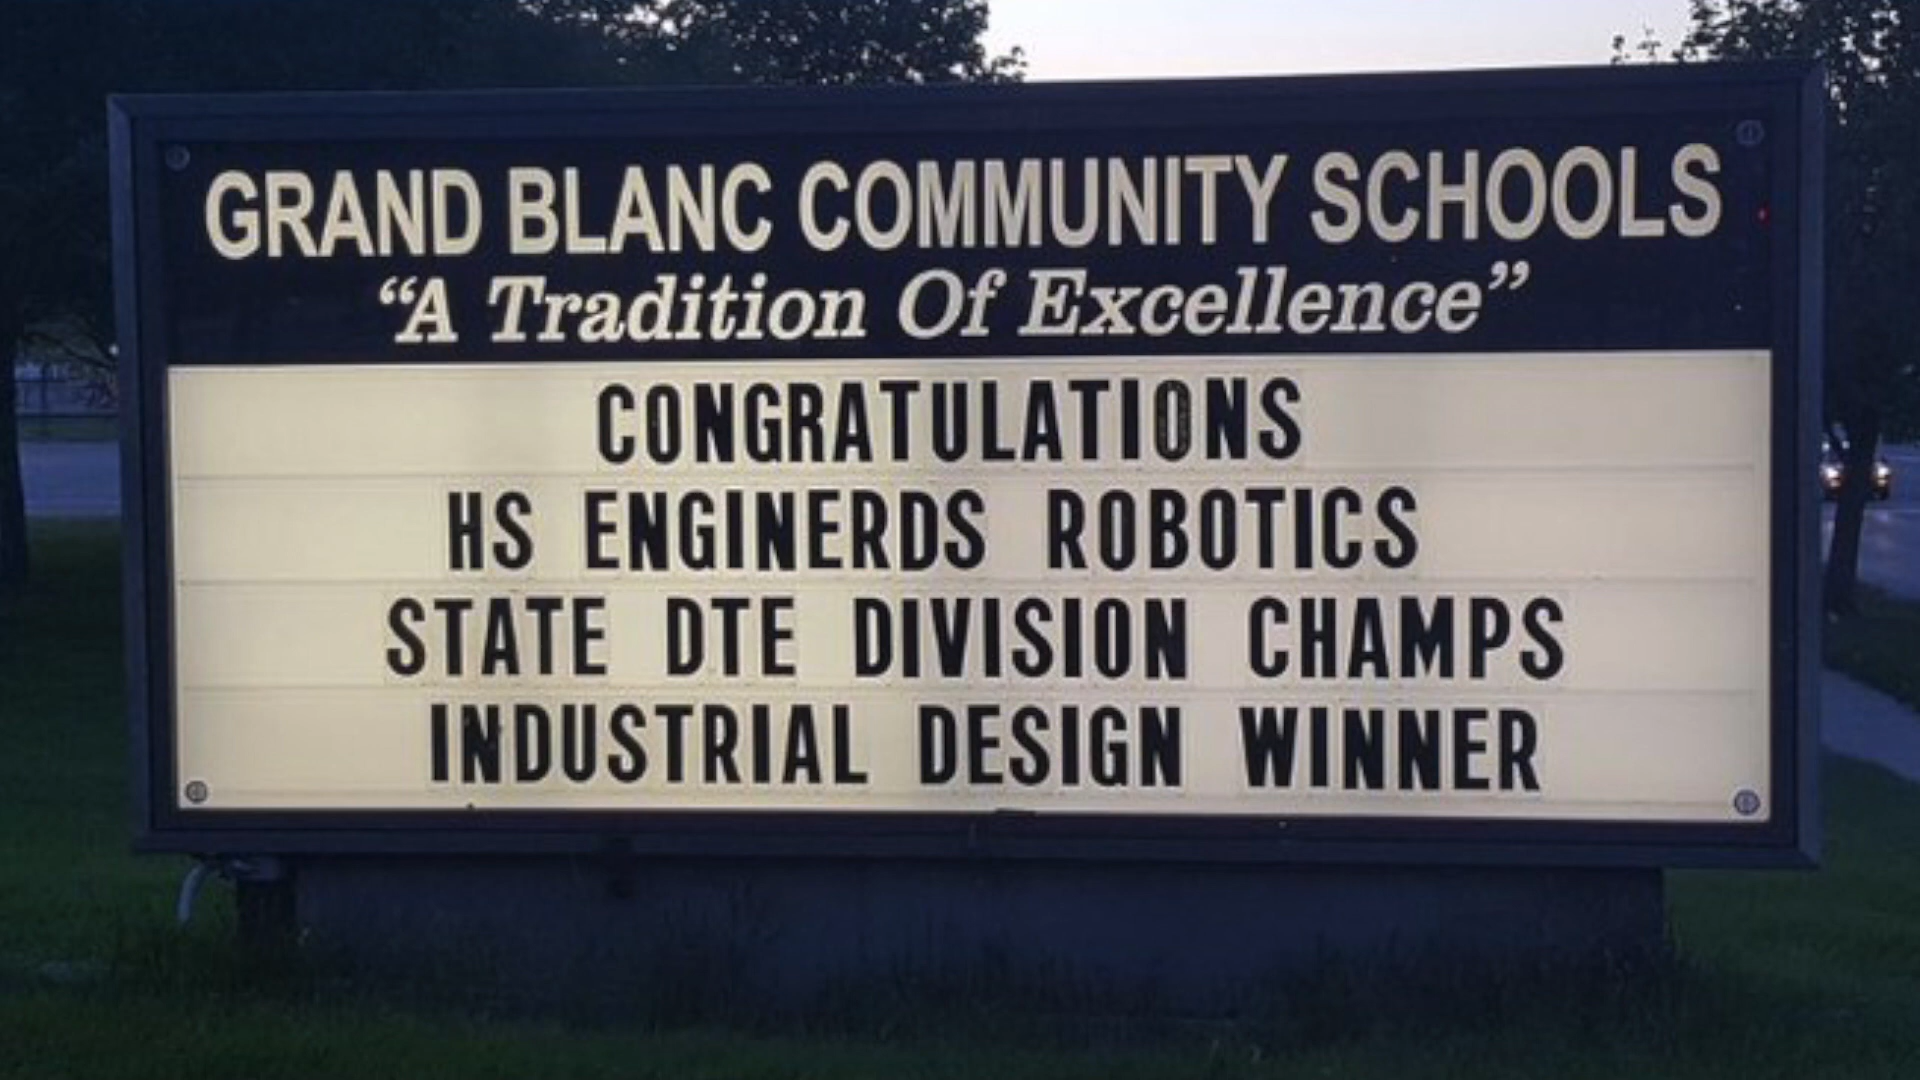 GRAND BLANC COMMUNITY SCHOOLS
“A Tradition Of Excellence”
CONGRATULATIONS
HS ENGINERDS ROBOTICS
STATE DTE DIVISION CHAMPS
INDUSTRIAL DESIGN WINNER